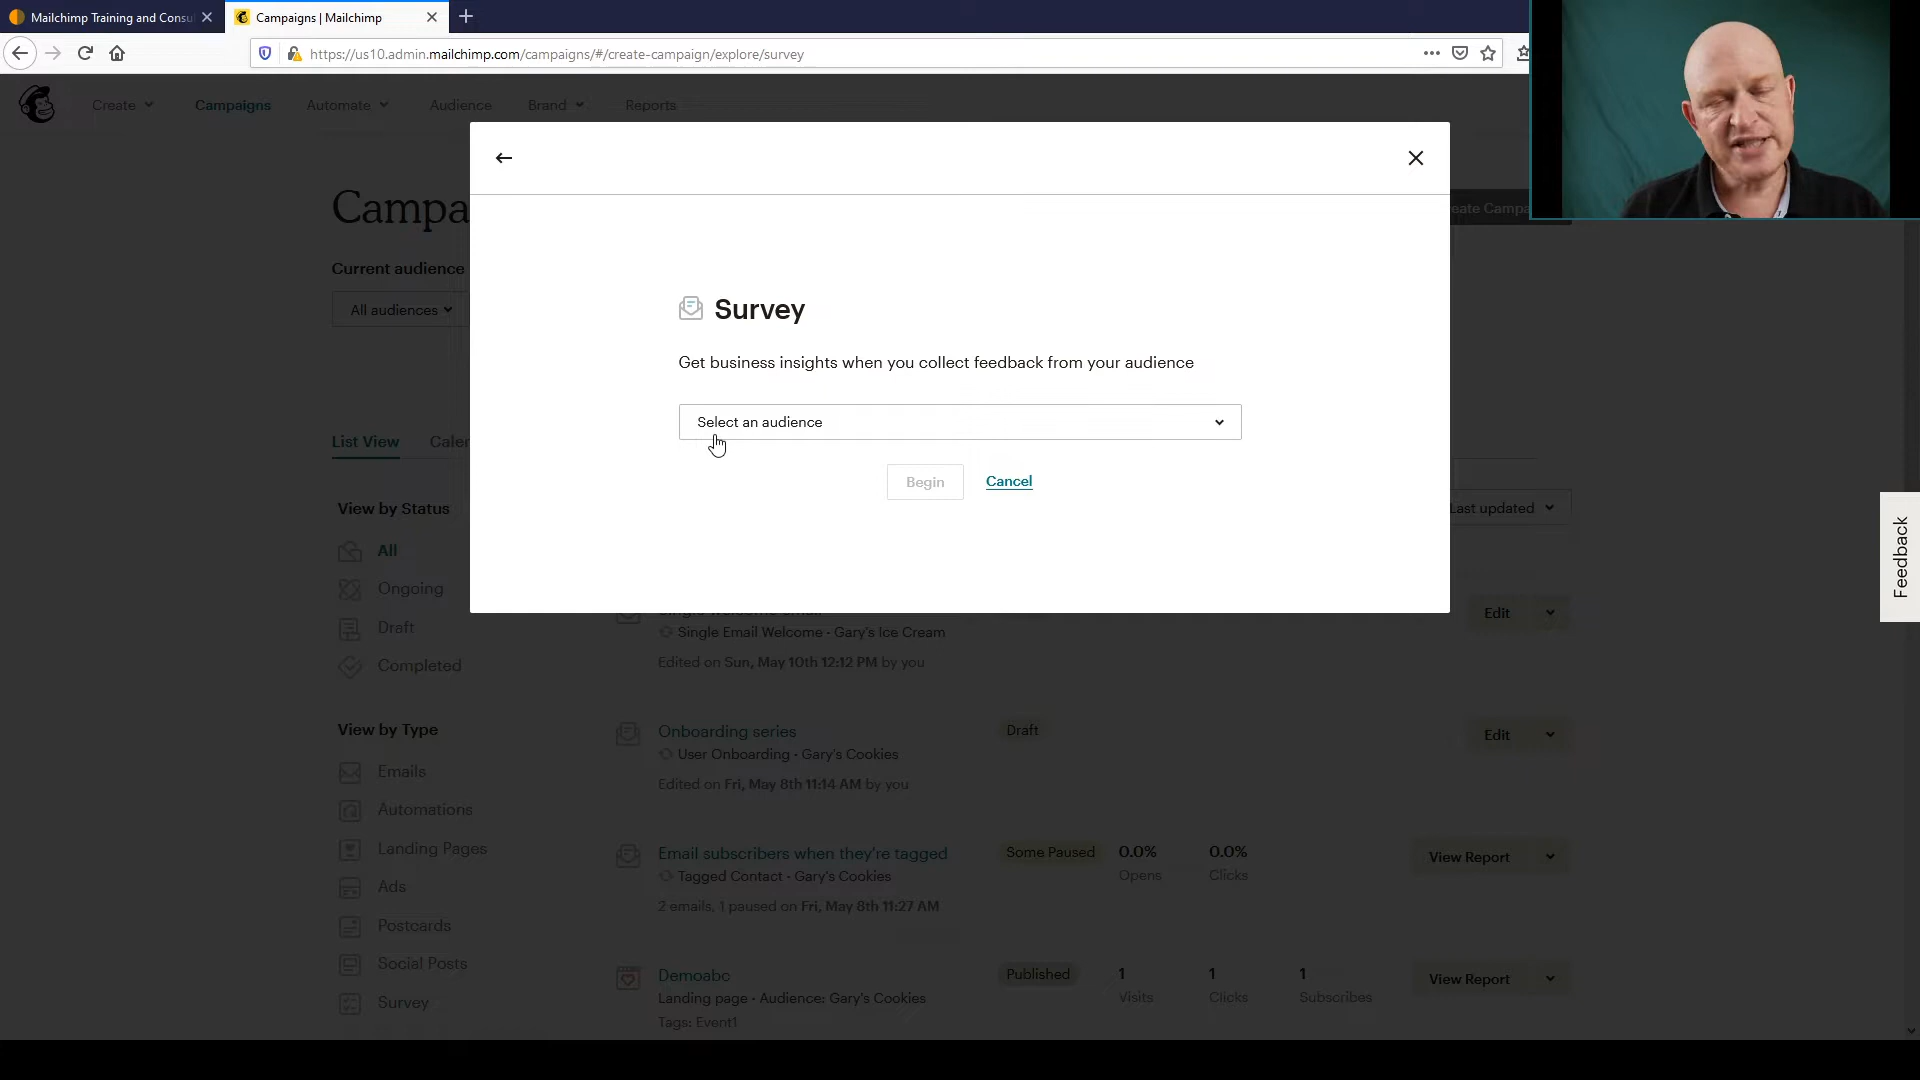 Mailchimp Training and Consu
Campaigns | Mailchimp
https://us10.admin.mailchimp.com/campaigns/#/create-campaign/explore/survey
Create
Campaigns
Automate
Audience
Brand
Reports
Campa
eate Campa
Current audience
All audiences
Survey
Get business insights when you collect feedback from your audience
Select an audience
Begin
Cancel
List View
Caler
Last updated
View by Status
All
Ongoing
Draft
Completed
View by Type
Emails
Automations
Landing Pages
Ads
Postcards
Social Posts
Survey
Single Email Welcome · Gary's Ice Cream
Edited on Sun, May 10th 12:12 PM by you
Edit
Onboarding series
Draft
User Onboarding · Gary's Cookies
Edited on Fri, May 8th 11:14 AM by you
Edit
Email subscribers when they're tagged
Some Paused
0.0%
0.0%
Tagged Contact · Gary's Cookies
Opens
Clicks
2 emails, 1 paused on Fri, May 8th 11:27 AM
View Report
Demoabc
Published
1
1
1
Landing page · Audience: Gary's Cookies
Visits
Clicks
Subscribes
Tags: Event1
View Report
Feedback